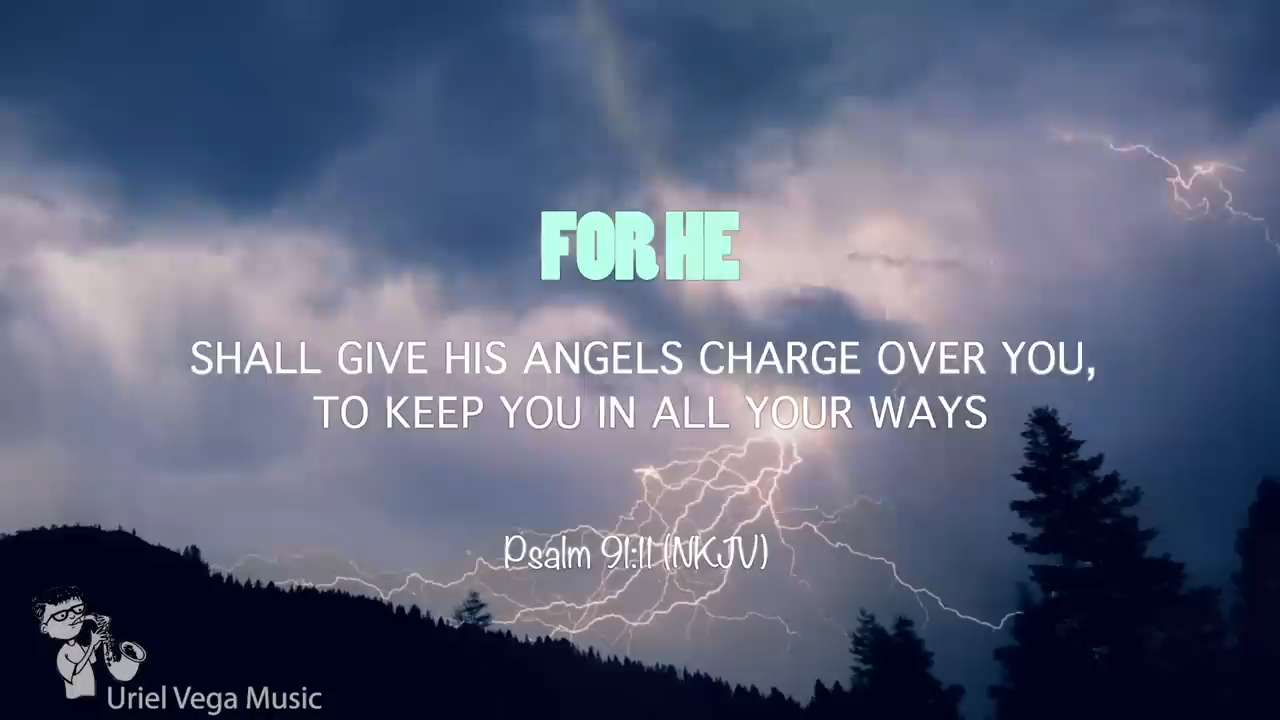 FOR HE
SHALL GIVE HIS ANGELS CHARGE OVER YOU,
TO KEEP YOU IN ALL YOUR WAYS
Psalm 91:11 (NKJV)
Uriel Vega Music